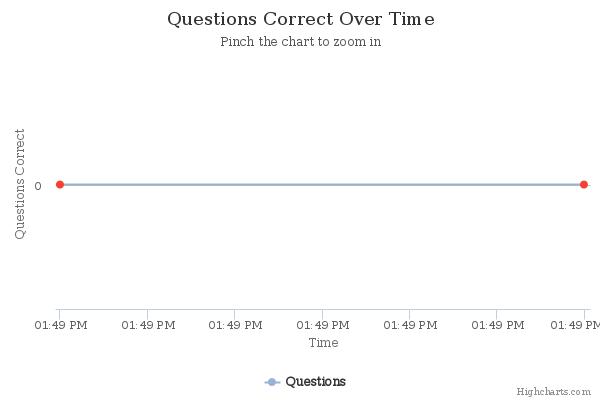 Questions Correct Over Time
Pinch the chart to zoom in
Questions Correct
0
01:49 PM 01:49 PM 01:49 PM 01:49 PM 01:49 PM 01:49 PM 01:49 PM
Time
Questions
Highcharts.com